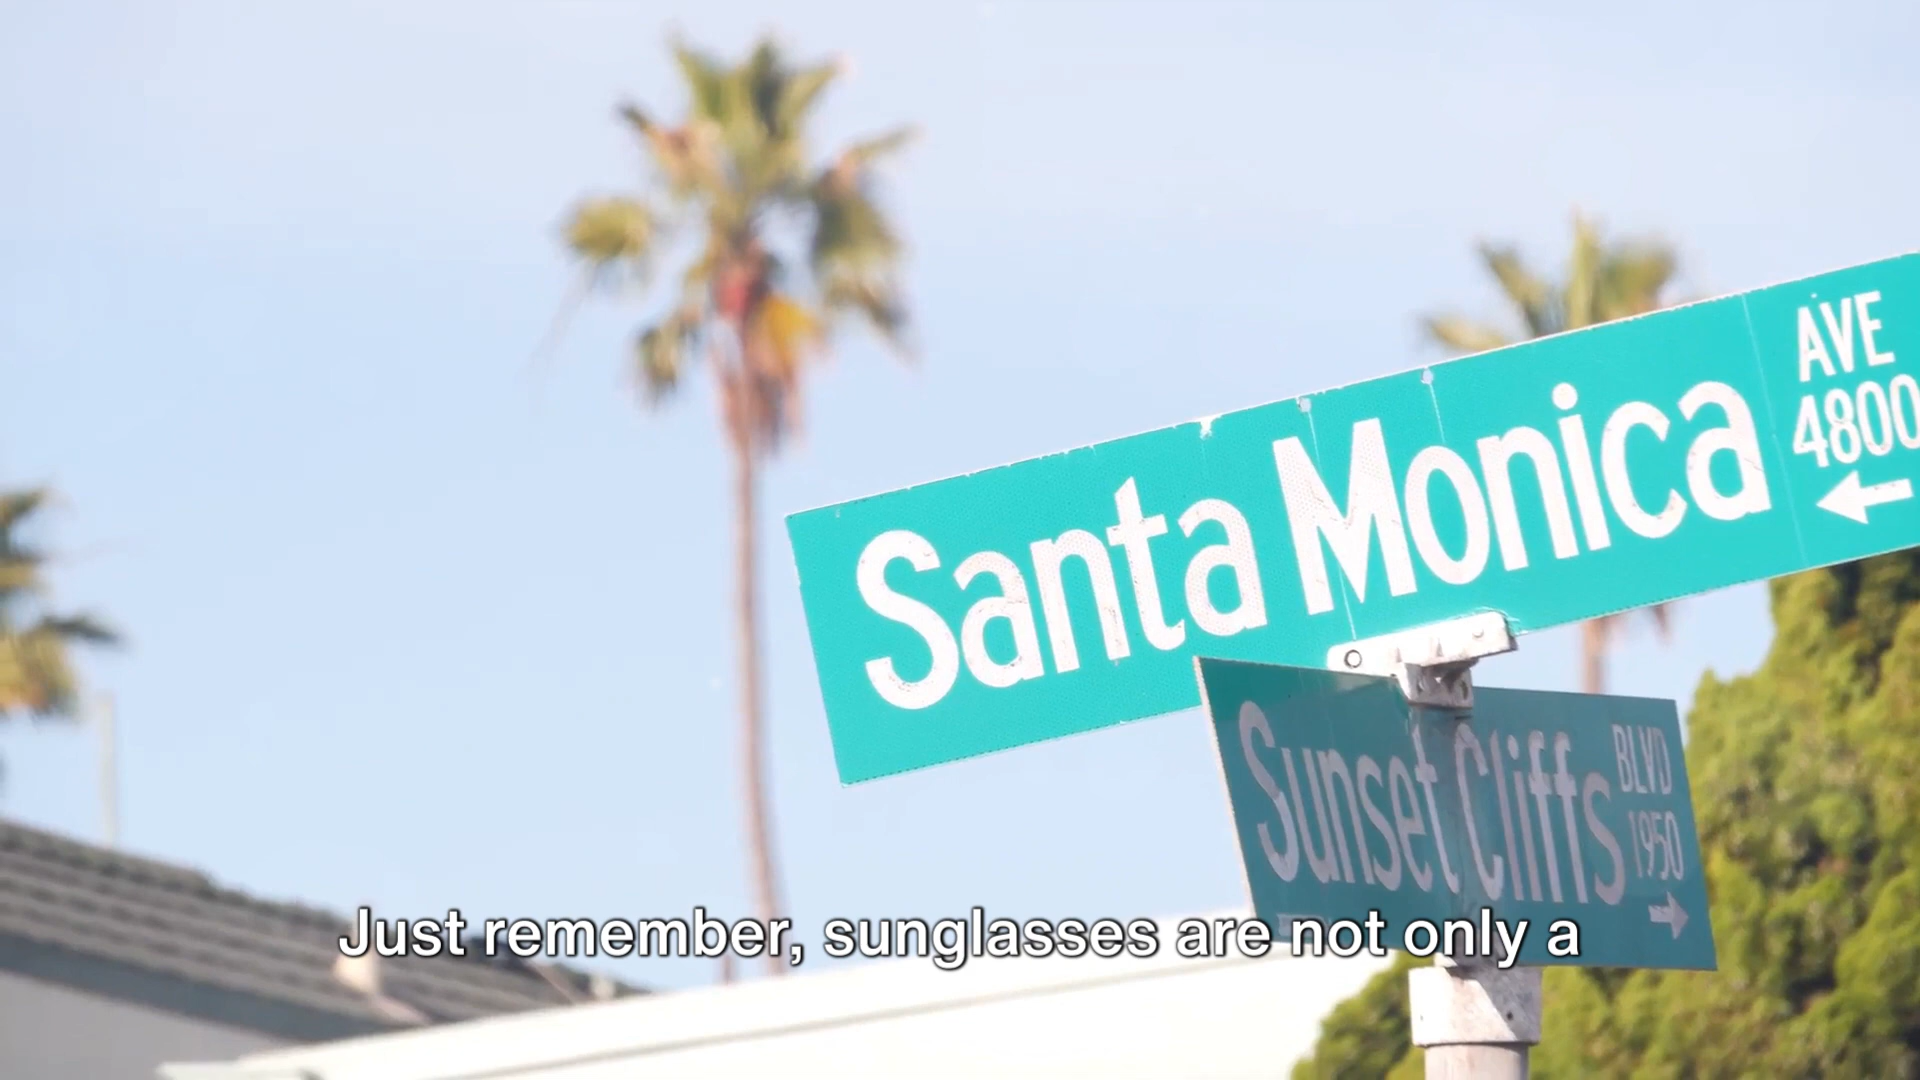 Santa Monica
AVE
4800
Sunset Cliffs
BLVD
1950
Just remember, sunglasses are not only a